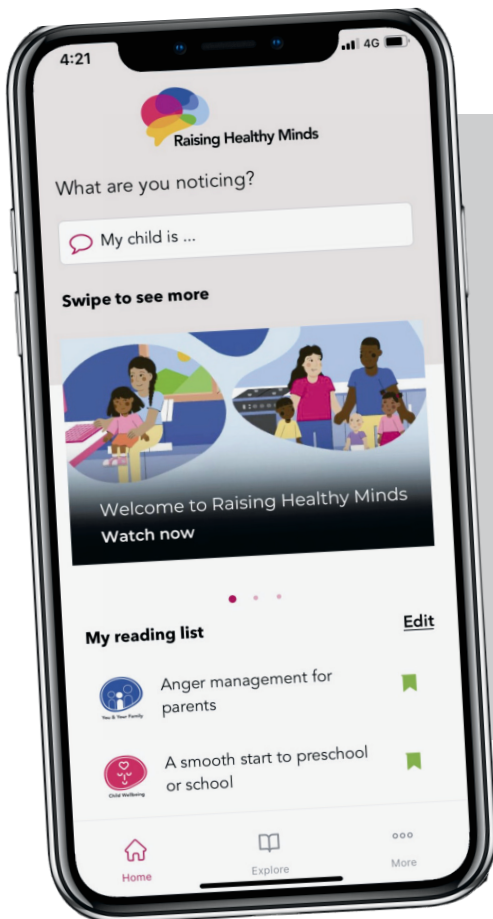 4:21
4G
Raising Healthy Minds
What are you noticing?
My child is ...
Swipe to see more
Welcome to Raising Healthy Minds
Watch now
My reading list
Edit
You & Your Family
Anger management for
parents
Child Wellbeing
A smooth start to preschool
or school
Home
Explore
More